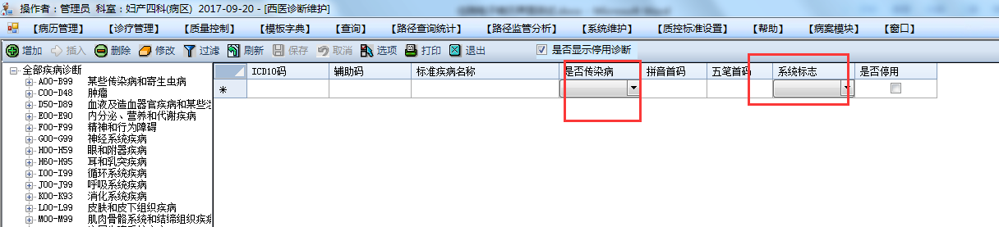 操作者：管理员 科室：妇产四科(病区) 2017-09-20 - [西医诊断维护]
【病历管理】 【诊疗管理】 【质量控制】 【模板字典】 【查询】 【路径查询统计】 【路径监管分析】 【系统维护】 【质控标准设置】 【帮助】 【病案模块】 【窗口】
增加 插入 删除 修改 过滤 刷新 保存 取消 选项 打印 退出 是否显示停用诊断
全部疾病诊断
ICD10码 辅助码 标准疾病名称 是否传染病 拼音首码 五笔首码 系统标志 是否停用
A00-B99 某些传染病和寄生虫病
C00-D48 肿瘤
D50-D89 血液及造血器官疾病和某些
E00-E90 内分泌、营养和代谢疾病
F00-F99 精神和行为障碍
G00-G99 神经系统疾病
H00-H59 眼和附器疾病
H60-H95 耳和乳突疾病
I00-I99 循环系统疾病
J00-J99 呼吸系统疾病
K00-K93 消化系统疾病
L00-L99 皮肤和皮下组织疾病
M00-M99 肌肉骨骼系统和结缔组织疾